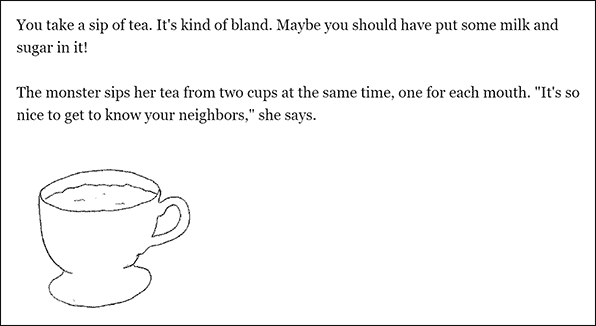 You take a sip of tea. It's kind of bland. Maybe you should have put some milk and
sugar in it!
The monster sips her tea from two cups at the same time, one for each mouth. "It's so
nice to get to know your neighbors," she says.